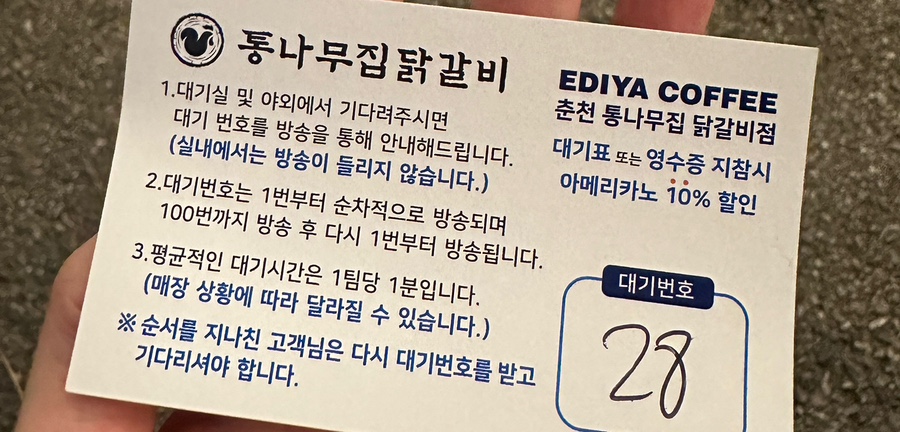 통나무집닭갈비
1.대기실 및 야외에서 기다려주시면
대기 번호를 방송을 통해 안내해드립니다.
(실내에서는 방송이 들리지 않습니다.)
2.대기번호는 1번부터 순차적으로 방송되며
100번까지 방송 후 다시 1번부터 방송됩니다.
3.평균적인 대기시간은 1팀당 1분입니다.
(매장 상황에 따라 달라질 수 있습니다.)
※ 순서를 지나친 고객님은 다시 대기번호를 받고
기다리셔야 합니다.
EDIYA COFFEE
춘천 통나무집 닭갈비점
대기표 또는 영수증 지참시
아메리카노 10% 할인
대기번호
28